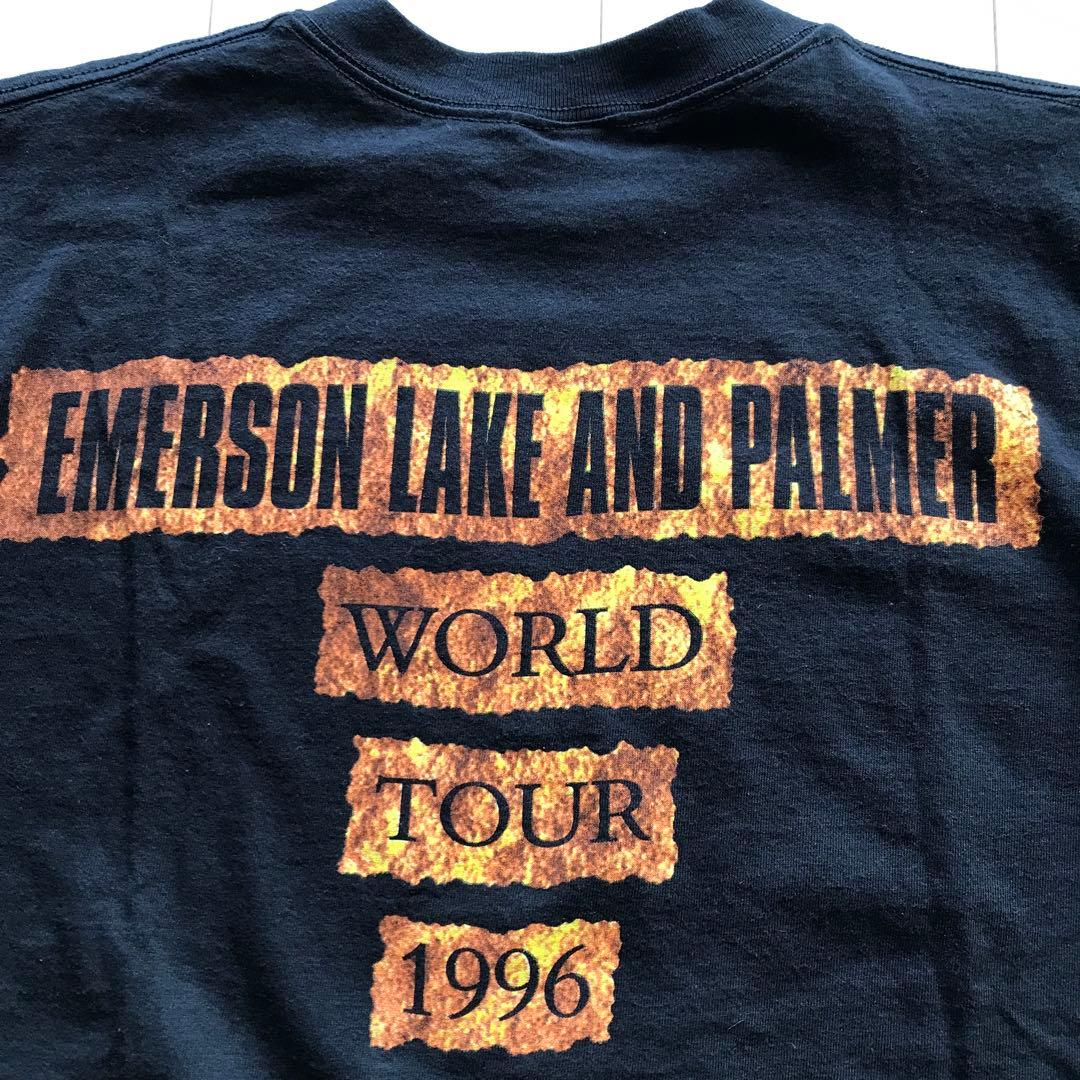 EMERSON LAKE AND PALMER
WORLD
TOUR
1996